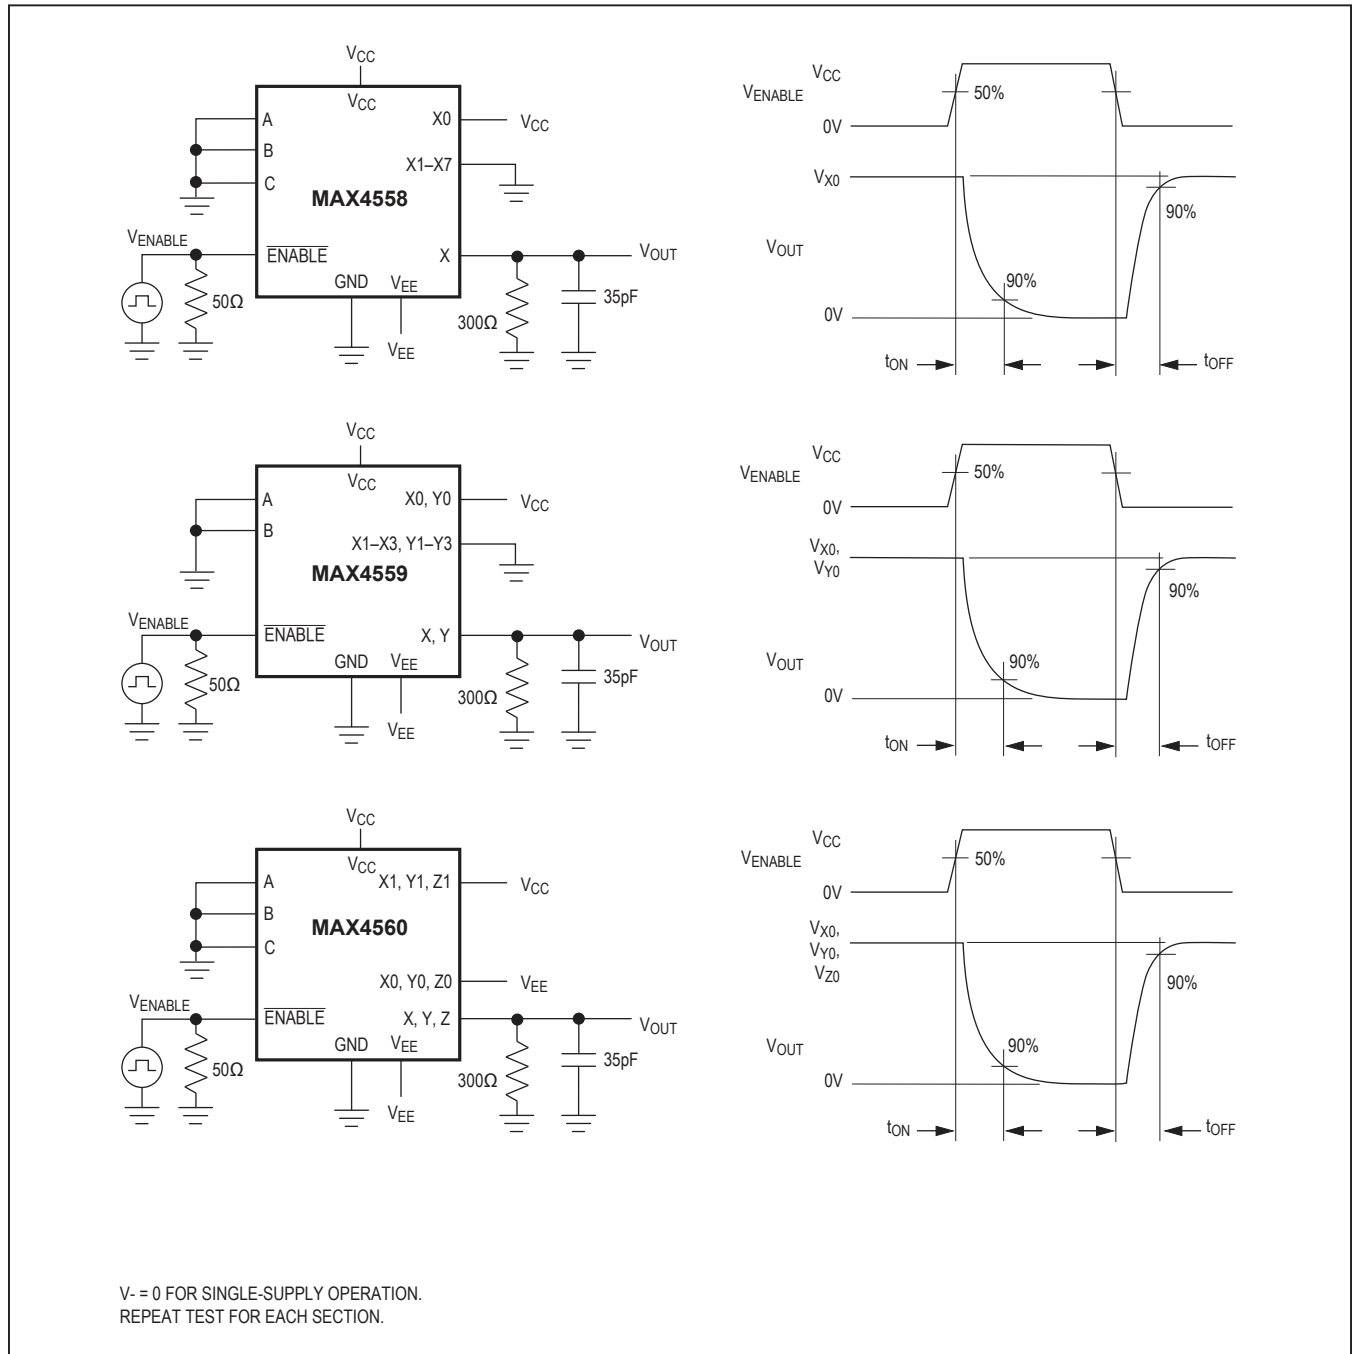 VCC
VCC
A
B
C
X0
VCC
X1–X7
MAX4558
VENABLE
ENABLE
X
VOUT
GND
VEE
50Ω
300Ω
35pF
VEE
VCC
VENABLE
50%
0V
VX0
90%
VOUT
90%
0V
tON
tOFF
VCC
VCC
A
B
X0, Y0
VCC
X1–X3, Y1–Y3
MAX4559
VENABLE
ENABLE
X, Y
VOUT
GND
VEE
50Ω
300Ω
35pF
VEE
VCC
VENABLE
50%
0V
VX0,
VY0
90%
VOUT
90%
0V
tON
tOFF
VCC
VCC
A
B
C
X1, Y1, Z1
VCC
MAX4560
X0, Y0, Z0
VEE
VENABLE
ENABLE
X, Y, Z
VOUT
GND
VEE
50Ω
300Ω
35pF
VEE
VCC
VENABLE
50%
0V
VX0,
VY0,
VZ0
90%
VOUT
90%
0V
tON
tOFF
V- = 0 FOR SINGLE-SUPPLY OPERATION.
REPEAT TEST FOR EACH SECTION.